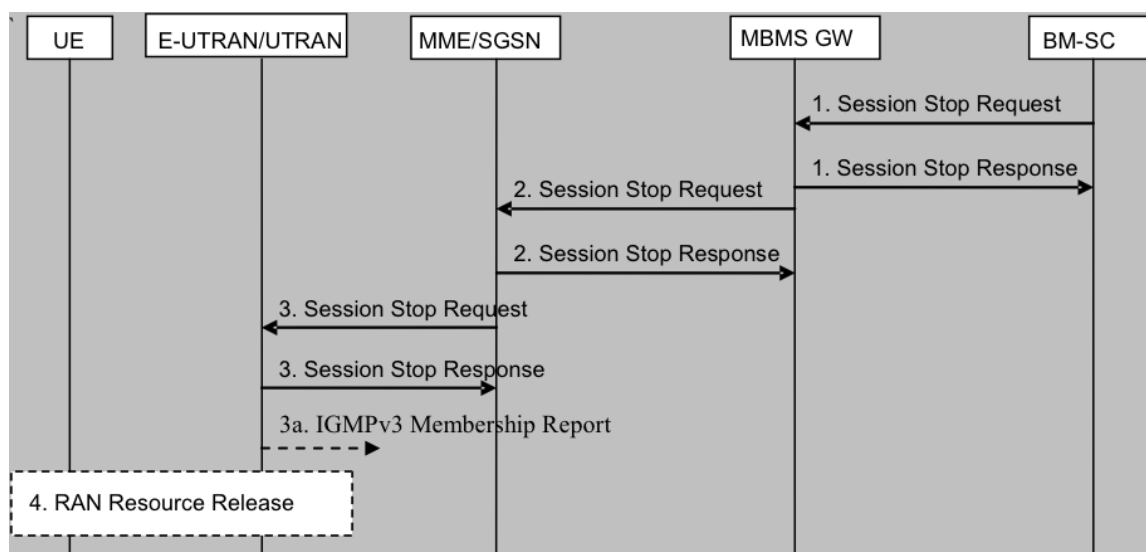 UE
E-UTRAN/UTRAN
MME/SGSN
MBMS GW
BM-SC
1. Session Stop Request
1. Session Stop Response
2. Session Stop Request
2. Session Stop Response
3. Session Stop Request
3. Session Stop Response
3a. IGMPv3 Membership Report
4. RAN Resource Release